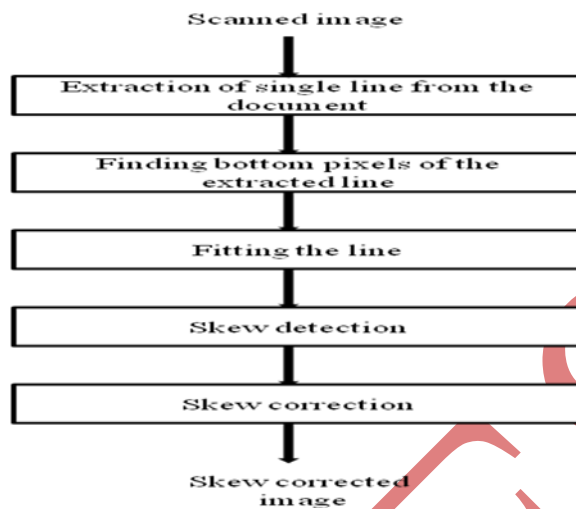 Scanned image
Extraction of single line from the
document
Finding bottom pixels of the
extracted line
Fitting the line
Skew detection
Skew correction
Skew corrected
image